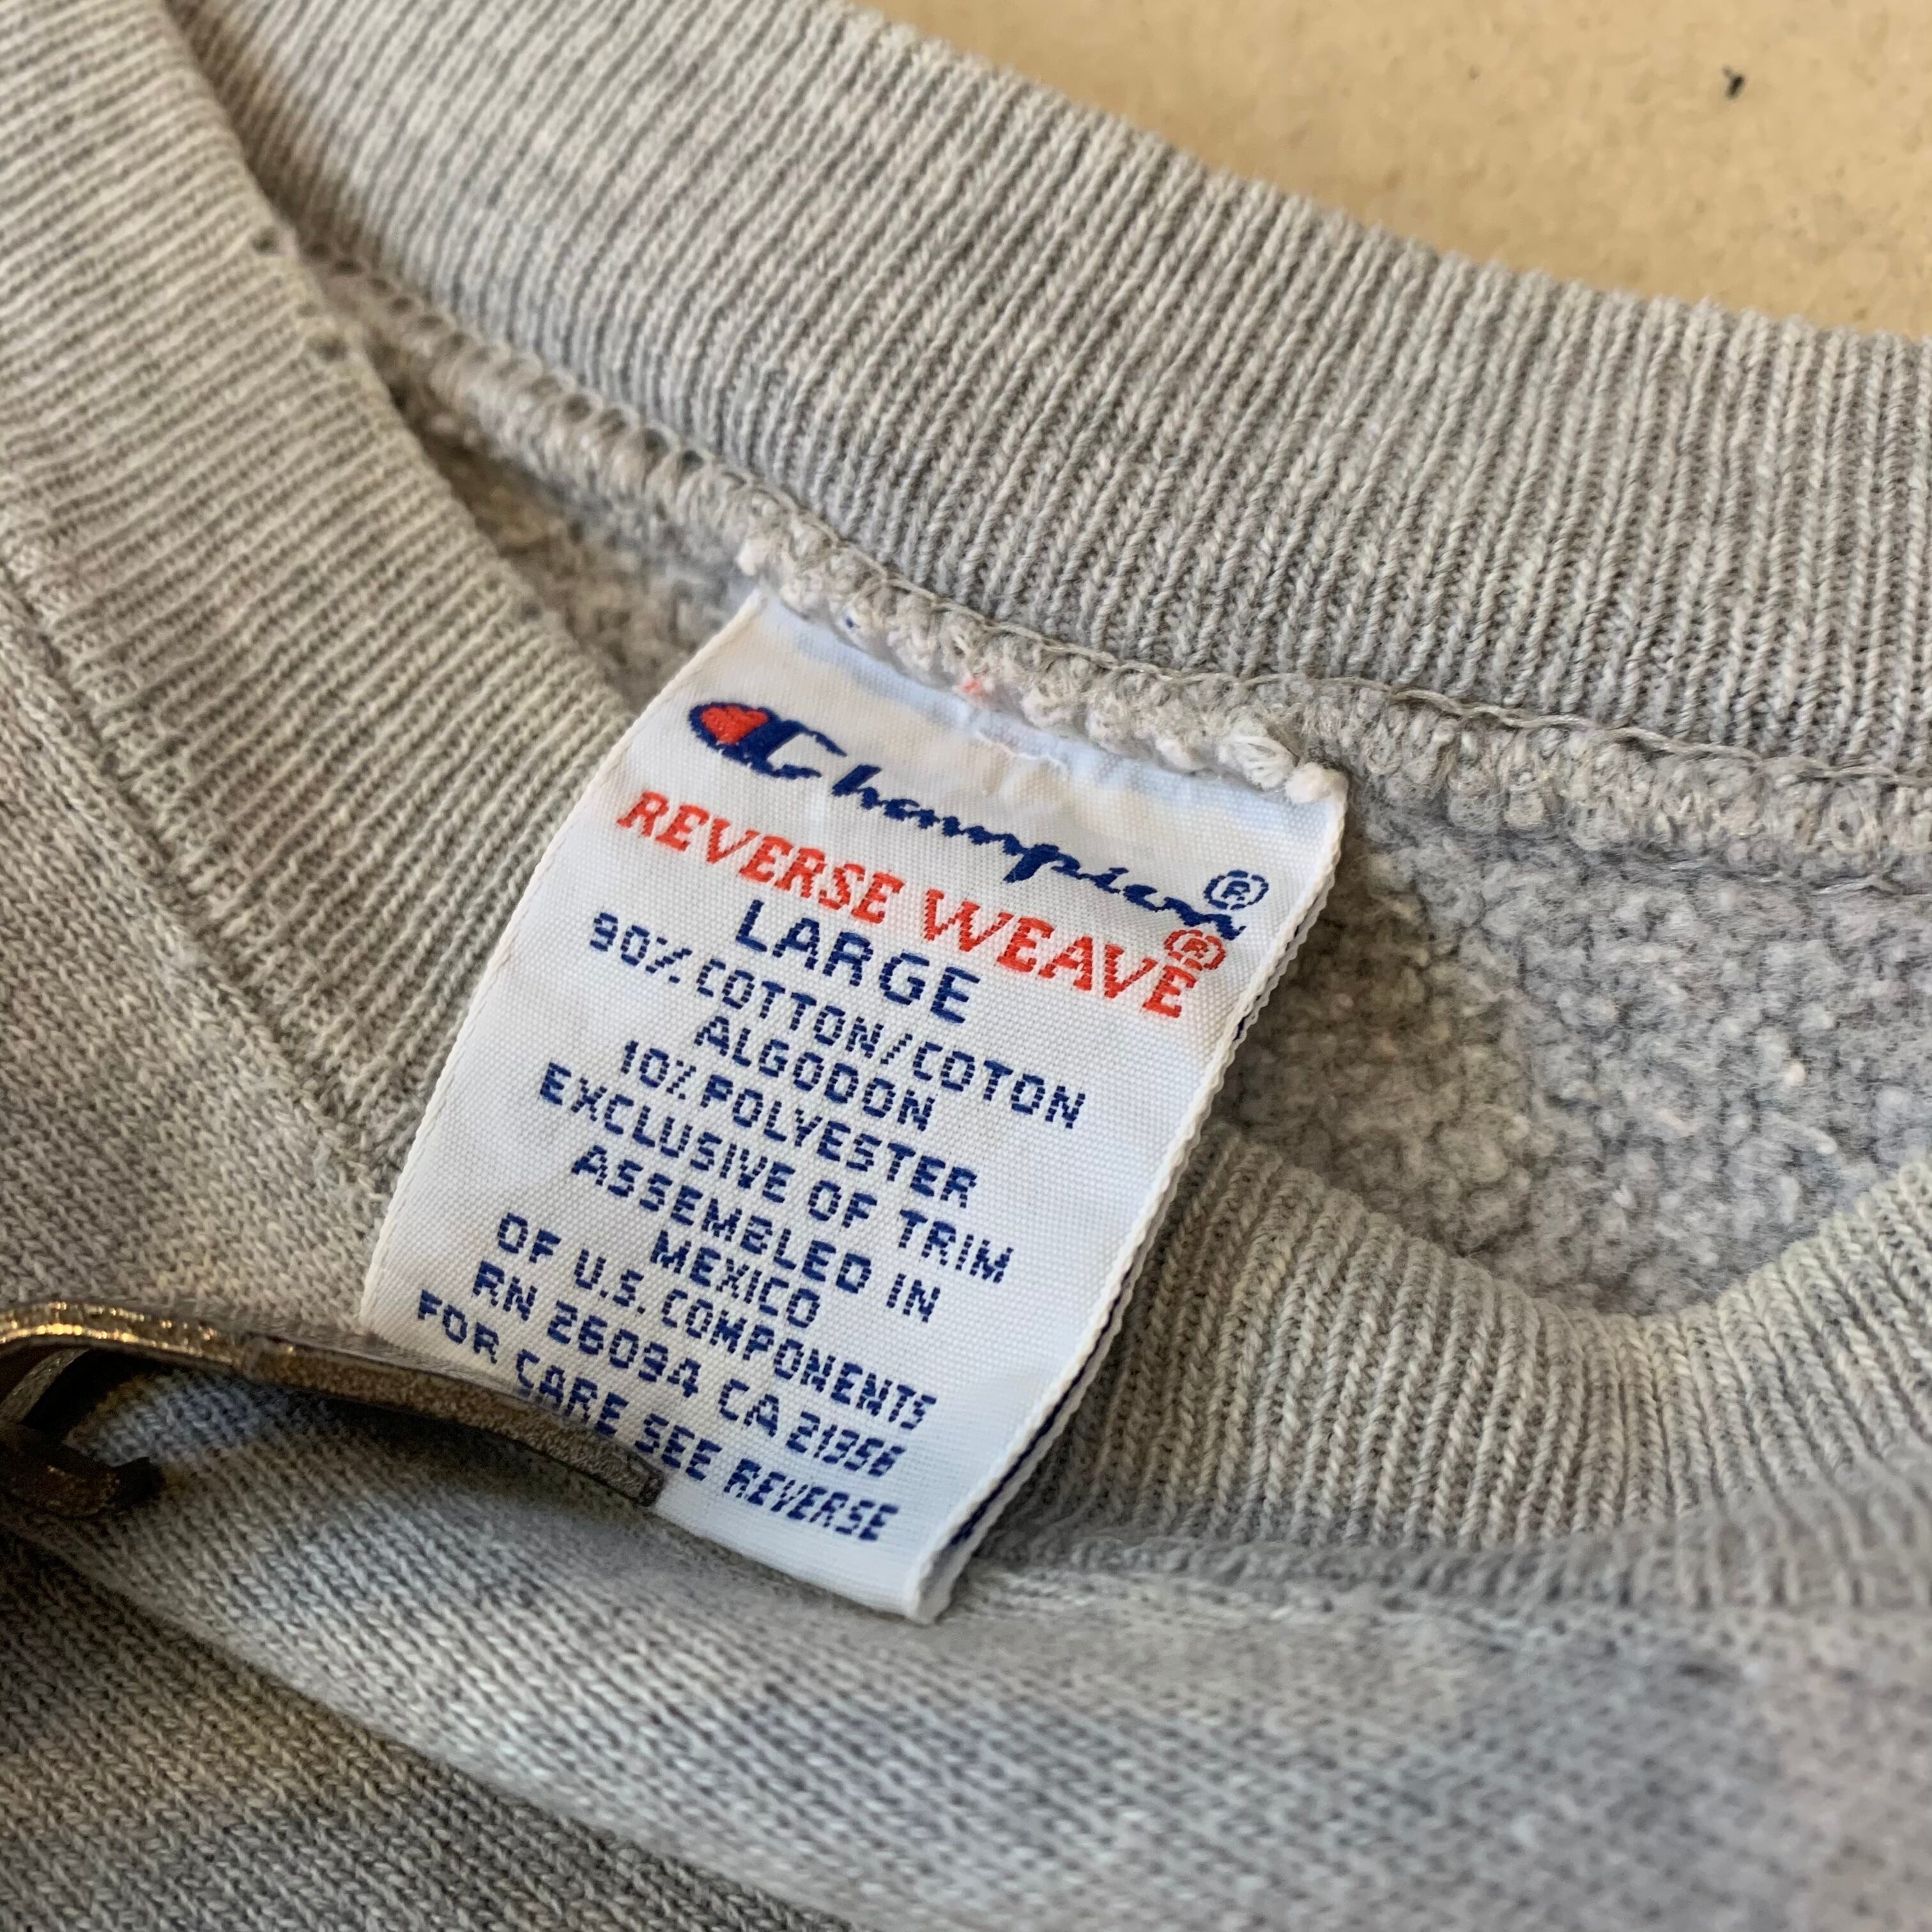 Champion®
REVERSE WEAVE®
LARGE
90% COTTON/COTON
ALGODON
10% POLYESTER
EXCLUSIVE OF TRIM
ASSEMBLED IN
MEXICO
OF U.S. COMPONENTS
RN 26094 CA 21356
FOR CARE SEE REVERSE